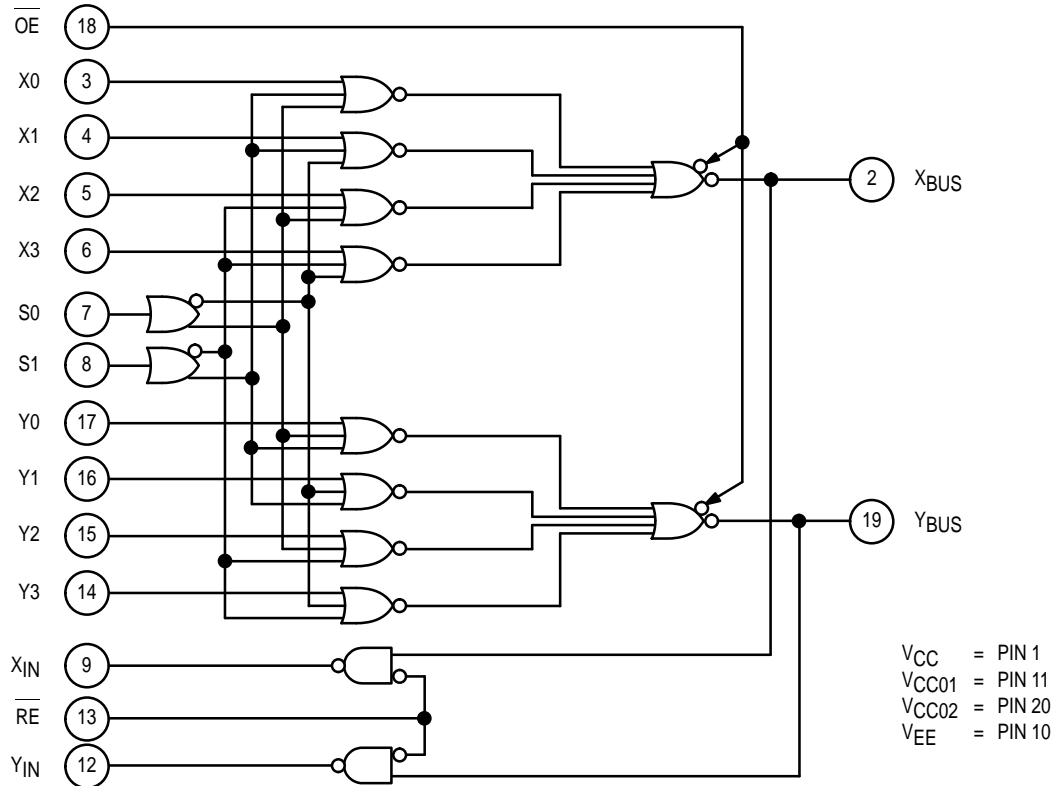 OE 18
X0 3
X1 4
X2 5
X3 6
S0 7
S1 8
Y0 17
Y1 16
Y2 15
Y3 14
XIN 9
RE 13
YIN 12
2 XBUS
19 YBUS
VCC = PIN 1
VCC01 = PIN 11
VCC02 = PIN 20
VEE = PIN 10